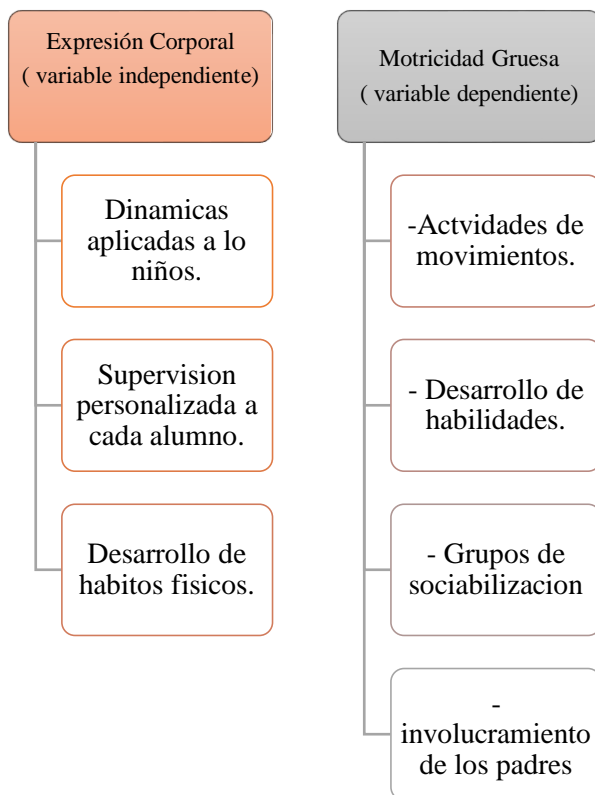 Expresión Corporal
( variable independiente)
Dinamicas
aplicadas a lo
niños.
Supervision
personalizada a
cada alumno.
Desarrollo de
habitos fisicos.
Motricidad Gruesa
( variable dependiente)
-Actvidades de
movimientos.
- Desarrollo de
habilidades.
- Grupos de
sociabilizacion
-
involucramiento
de los padres